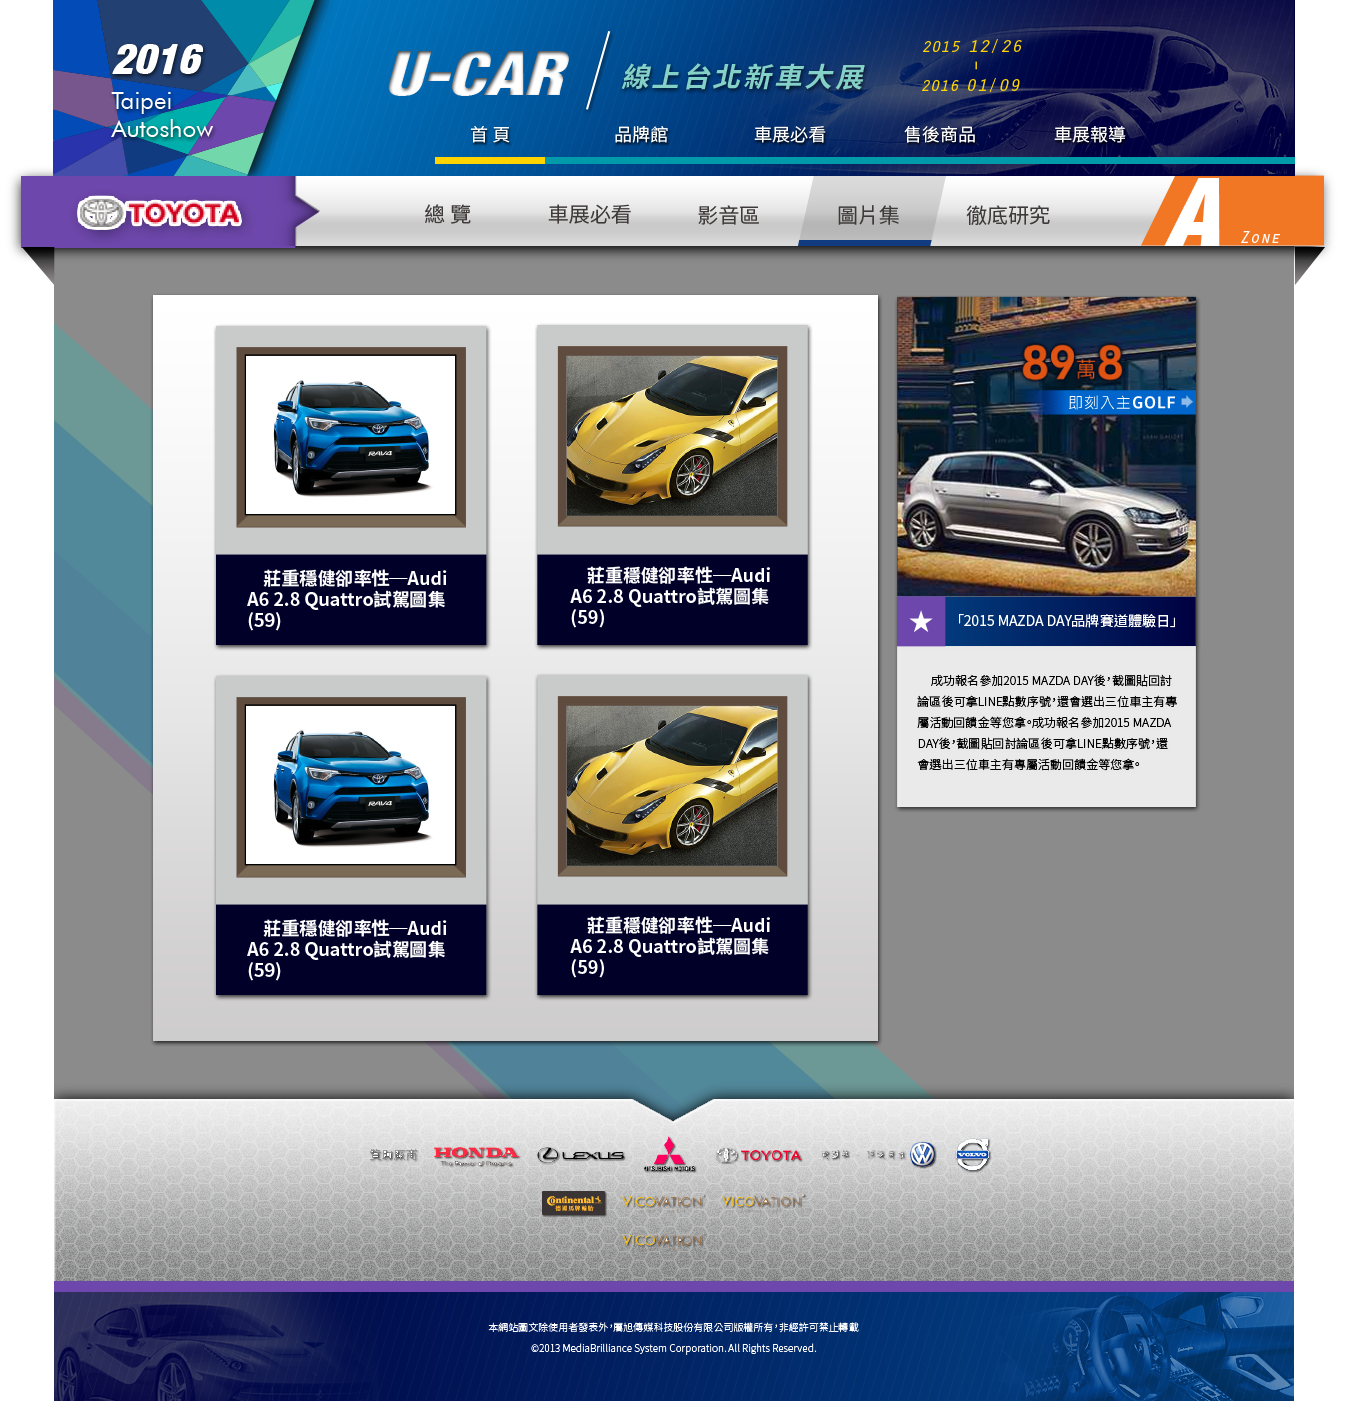 2016
Taipei
Autoshow
U-CAR
線上台北新車大展
2015 12/26
2016 01/09
首 頁
品牌館
車展必看
售後商品
車展報導
TOYOTA
總 覽
車展必看
影音區
圖片集
徹底研究
A ZONE
莊重穩健卻率性—Audi
A6 2.8 Quattro試駕圖集
(59)
莊重穩健卻率性—Audi
A6 2.8 Quattro試駕圖集
(59)
莊重穩健卻率性—Audi
A6 2.8 Quattro試駕圖集
(59)
莊重穩健卻率性—Audi
A6 2.8 Quattro試駕圖集
(59)
RAV4
RAV4
89萬8
即刻入主GOLF
「2015 MAZDA DAY品牌賽道體驗日」
成功報名參加2015 MAZDA DAY後，截圖貼回討
論區後可拿LINE點數序號，還會選出三位車主有專
屬活動回饋金等您拿。成功報名參加2015 MAZDA
DAY後，截圖貼回討論區後可拿LINE點數序號，還
會選出三位車主有專屬活動回饋金等您拿。
贊助廠商
HONDA
The Power of Dreams
LEXUS
MITSUBISHI MOTORS
TOYOTA
VOLVO
Continental
德國馬牌輪胎
VICOVATION
VICOVATION
VICOVATION
本網站圖文除使用者發表外，屬旭傳媒科技股份有限公司版權所有，非經許可禁止轉載
©2013 MediaBrilliance System Corporation. All Rights Reserved.